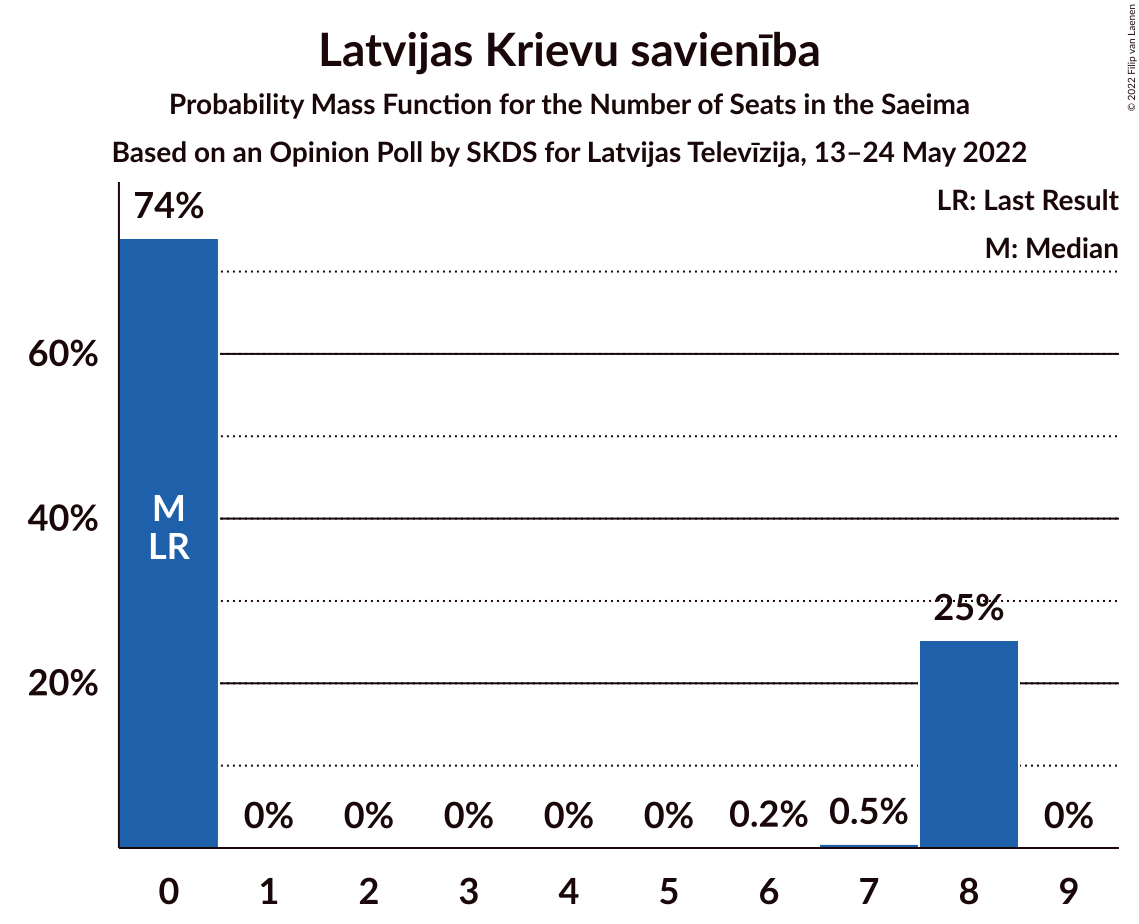 Latvijas Krievu savienība
Probability Mass Function for the Number of Seats in the Saeima
Based on an Opinion Poll by SKDS for Latvijas Televīzija, 13–24 May 2022
© 2022 Filip van Laenen
LR: Last Result
M: Median
74%
60%
40%
20%
M
LR
0% 0% 0% 0% 0% 0.2% 0.5% 25% 0%
0 1 2 3 4 5 6 7 8 9